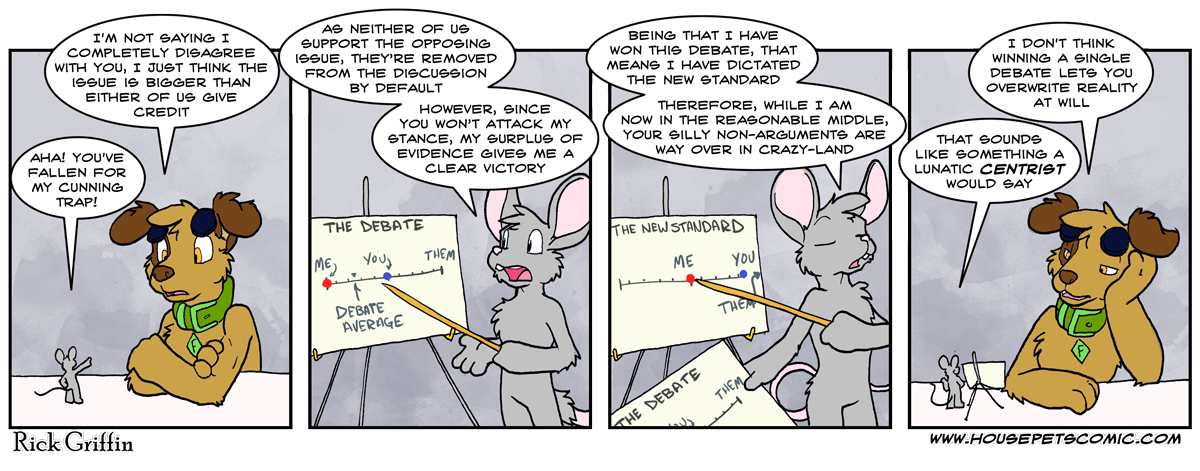 I'M NOT SAYING I
COMPLETELY DISAGREE
WITH YOU, I JUST THINK THE
ISSUE IS BIGGER THAN
EITHER OF US GIVE
CREDIT
AHA! YOU'VE
FALLEN FOR
MY CUNNING
TRAP!
F
AS NEITHER OF US
SUPPORT THE OPPOSING
ISSUE, THEY'RE REMOVED
FROM THE DISCUSSION
BY DEFAULT
HOWEVER, SINCE
YOU WON'T ATTACK MY
STANCE, MY SURPLUS OF
EVIDENCE GIVES ME A
CLEAR VICTORY
THE DEBATE
ME
YOU
THEM
DEBATE
AVERAGE
BEING THAT I HAVE
WON THIS DEBATE, THAT
MEANS I HAVE DICTATED
THE NEW STANDARD
THEREFORE, WHILE I AM
NOW IN THE REASONABLE MIDDLE,
YOUR SILLY NON-ARGUMENTS ARE
WAY OVER IN CRAZY-LAND
THE NEW STANDARD
ME
YOU
THEM
THE DEBATE
THEM
YOU
I DON'T THINK
WINNING A SINGLE
DEBATE LETS YOU
OVERWRITE REALITY
AT WILL
THAT SOUNDS
LIKE SOMETHING A
LUNATIC CENTRIST
WOULD SAY
F
Rick Griffin
WWW.HOUSEPETSCOMIC.COM